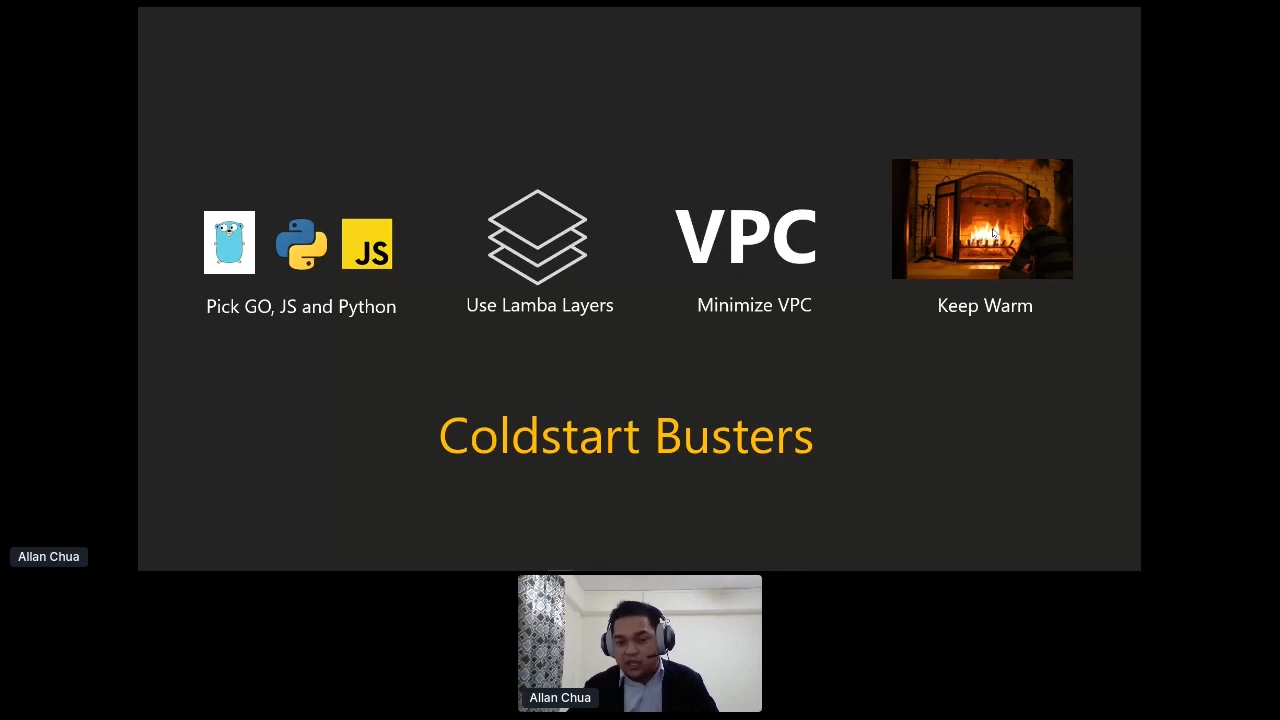 JS
VPC
Pick GO, JS and Python
Use Lamba Layers
Minimize VPC
Keep Warm
Coldstart Busters
Allan Chua
Allan Chua